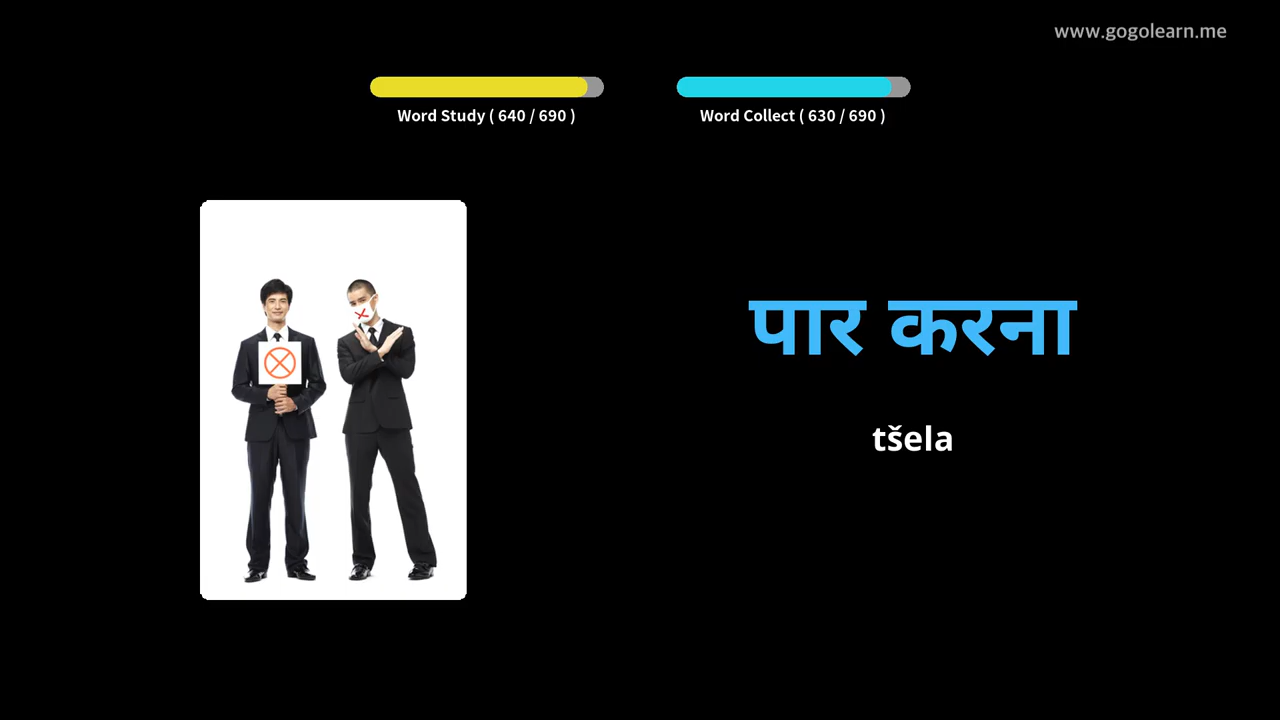 www.gogolearn.me
Word Study ( 640 / 690 )
Word Collect ( 630 / 690 )
पार करना
tšela